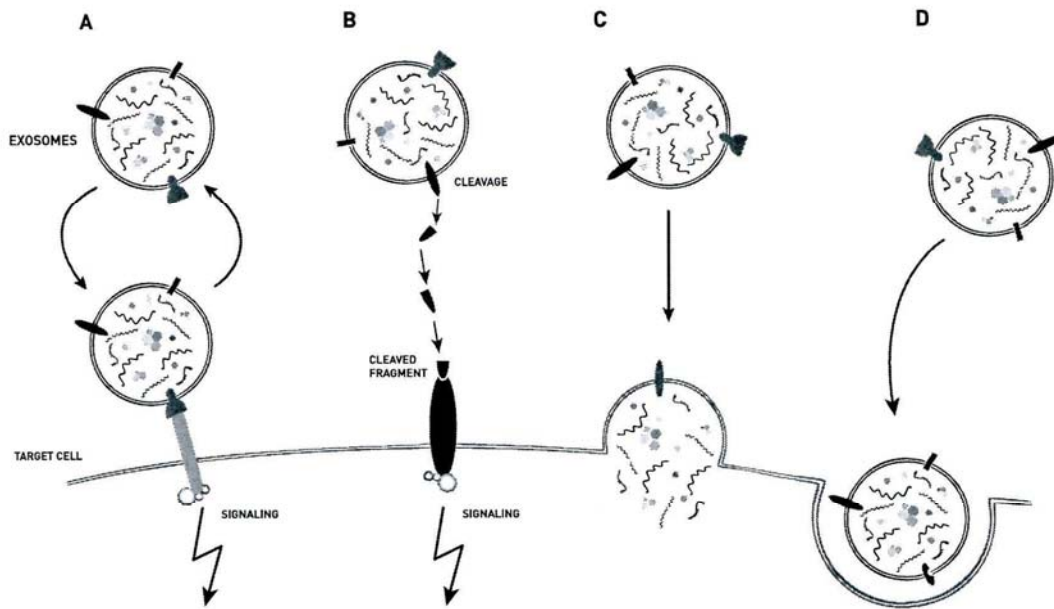 A
B
C
D
EXOSOMES
CLEAVAGE
CLEAVED
FRAGMENT
TARGET CELL
SIGNALING
SIGNALING